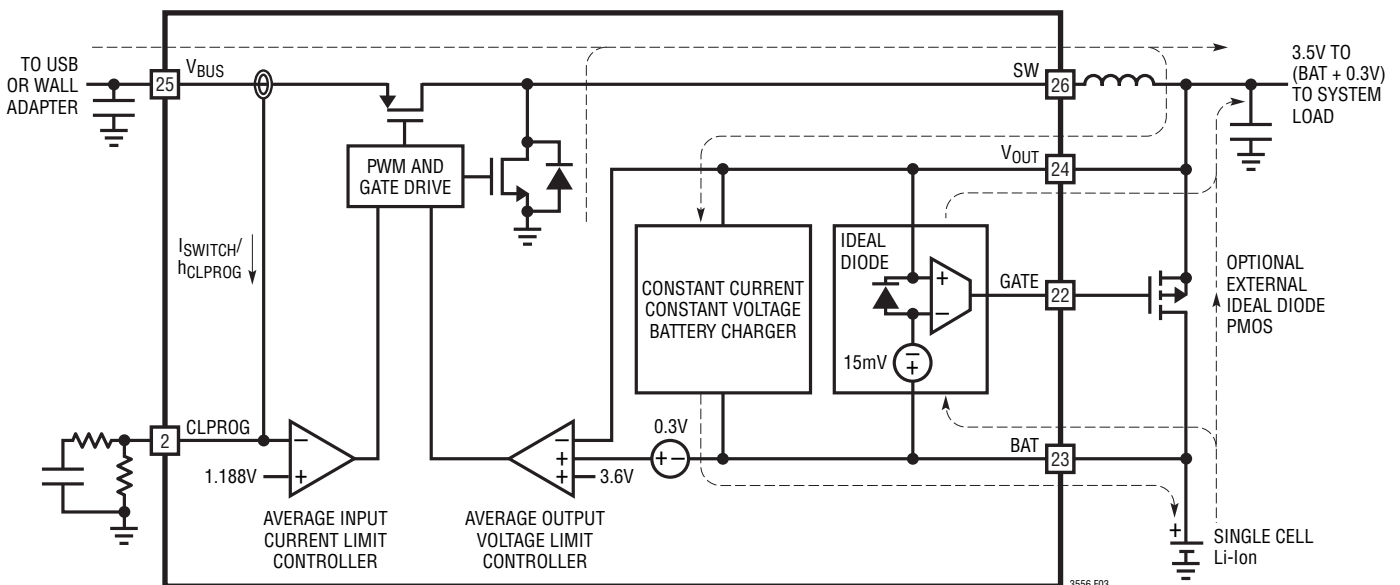 TO USB
OR WALL
ADAPTER
25
VBUS
SW
26
3.5V TO
(BAT + 0.3V)
TO SYSTEM
LOAD
PWM AND
GATE DRIVE
VOUT
24
ISWITCH/
hCLPROG
CONSTANT CURRENT
CONSTANT VOLTAGE
BATTERY CHARGER
IDEAL
DIODE
+
–
15mV
–
+
GATE
22
OPTIONAL
EXTERNAL
IDEAL DIODE
PMOS
2
CLPROG
–
1.188V
+
–
+
+
3.6V
0.3V
+ –
BAT
23
AVERAGE INPUT
CURRENT LIMIT
CONTROLLER
AVERAGE OUTPUT
VOLTAGE LIMIT
CONTROLLER
+
SINGLE CELL
Li-Ion
3556 F03